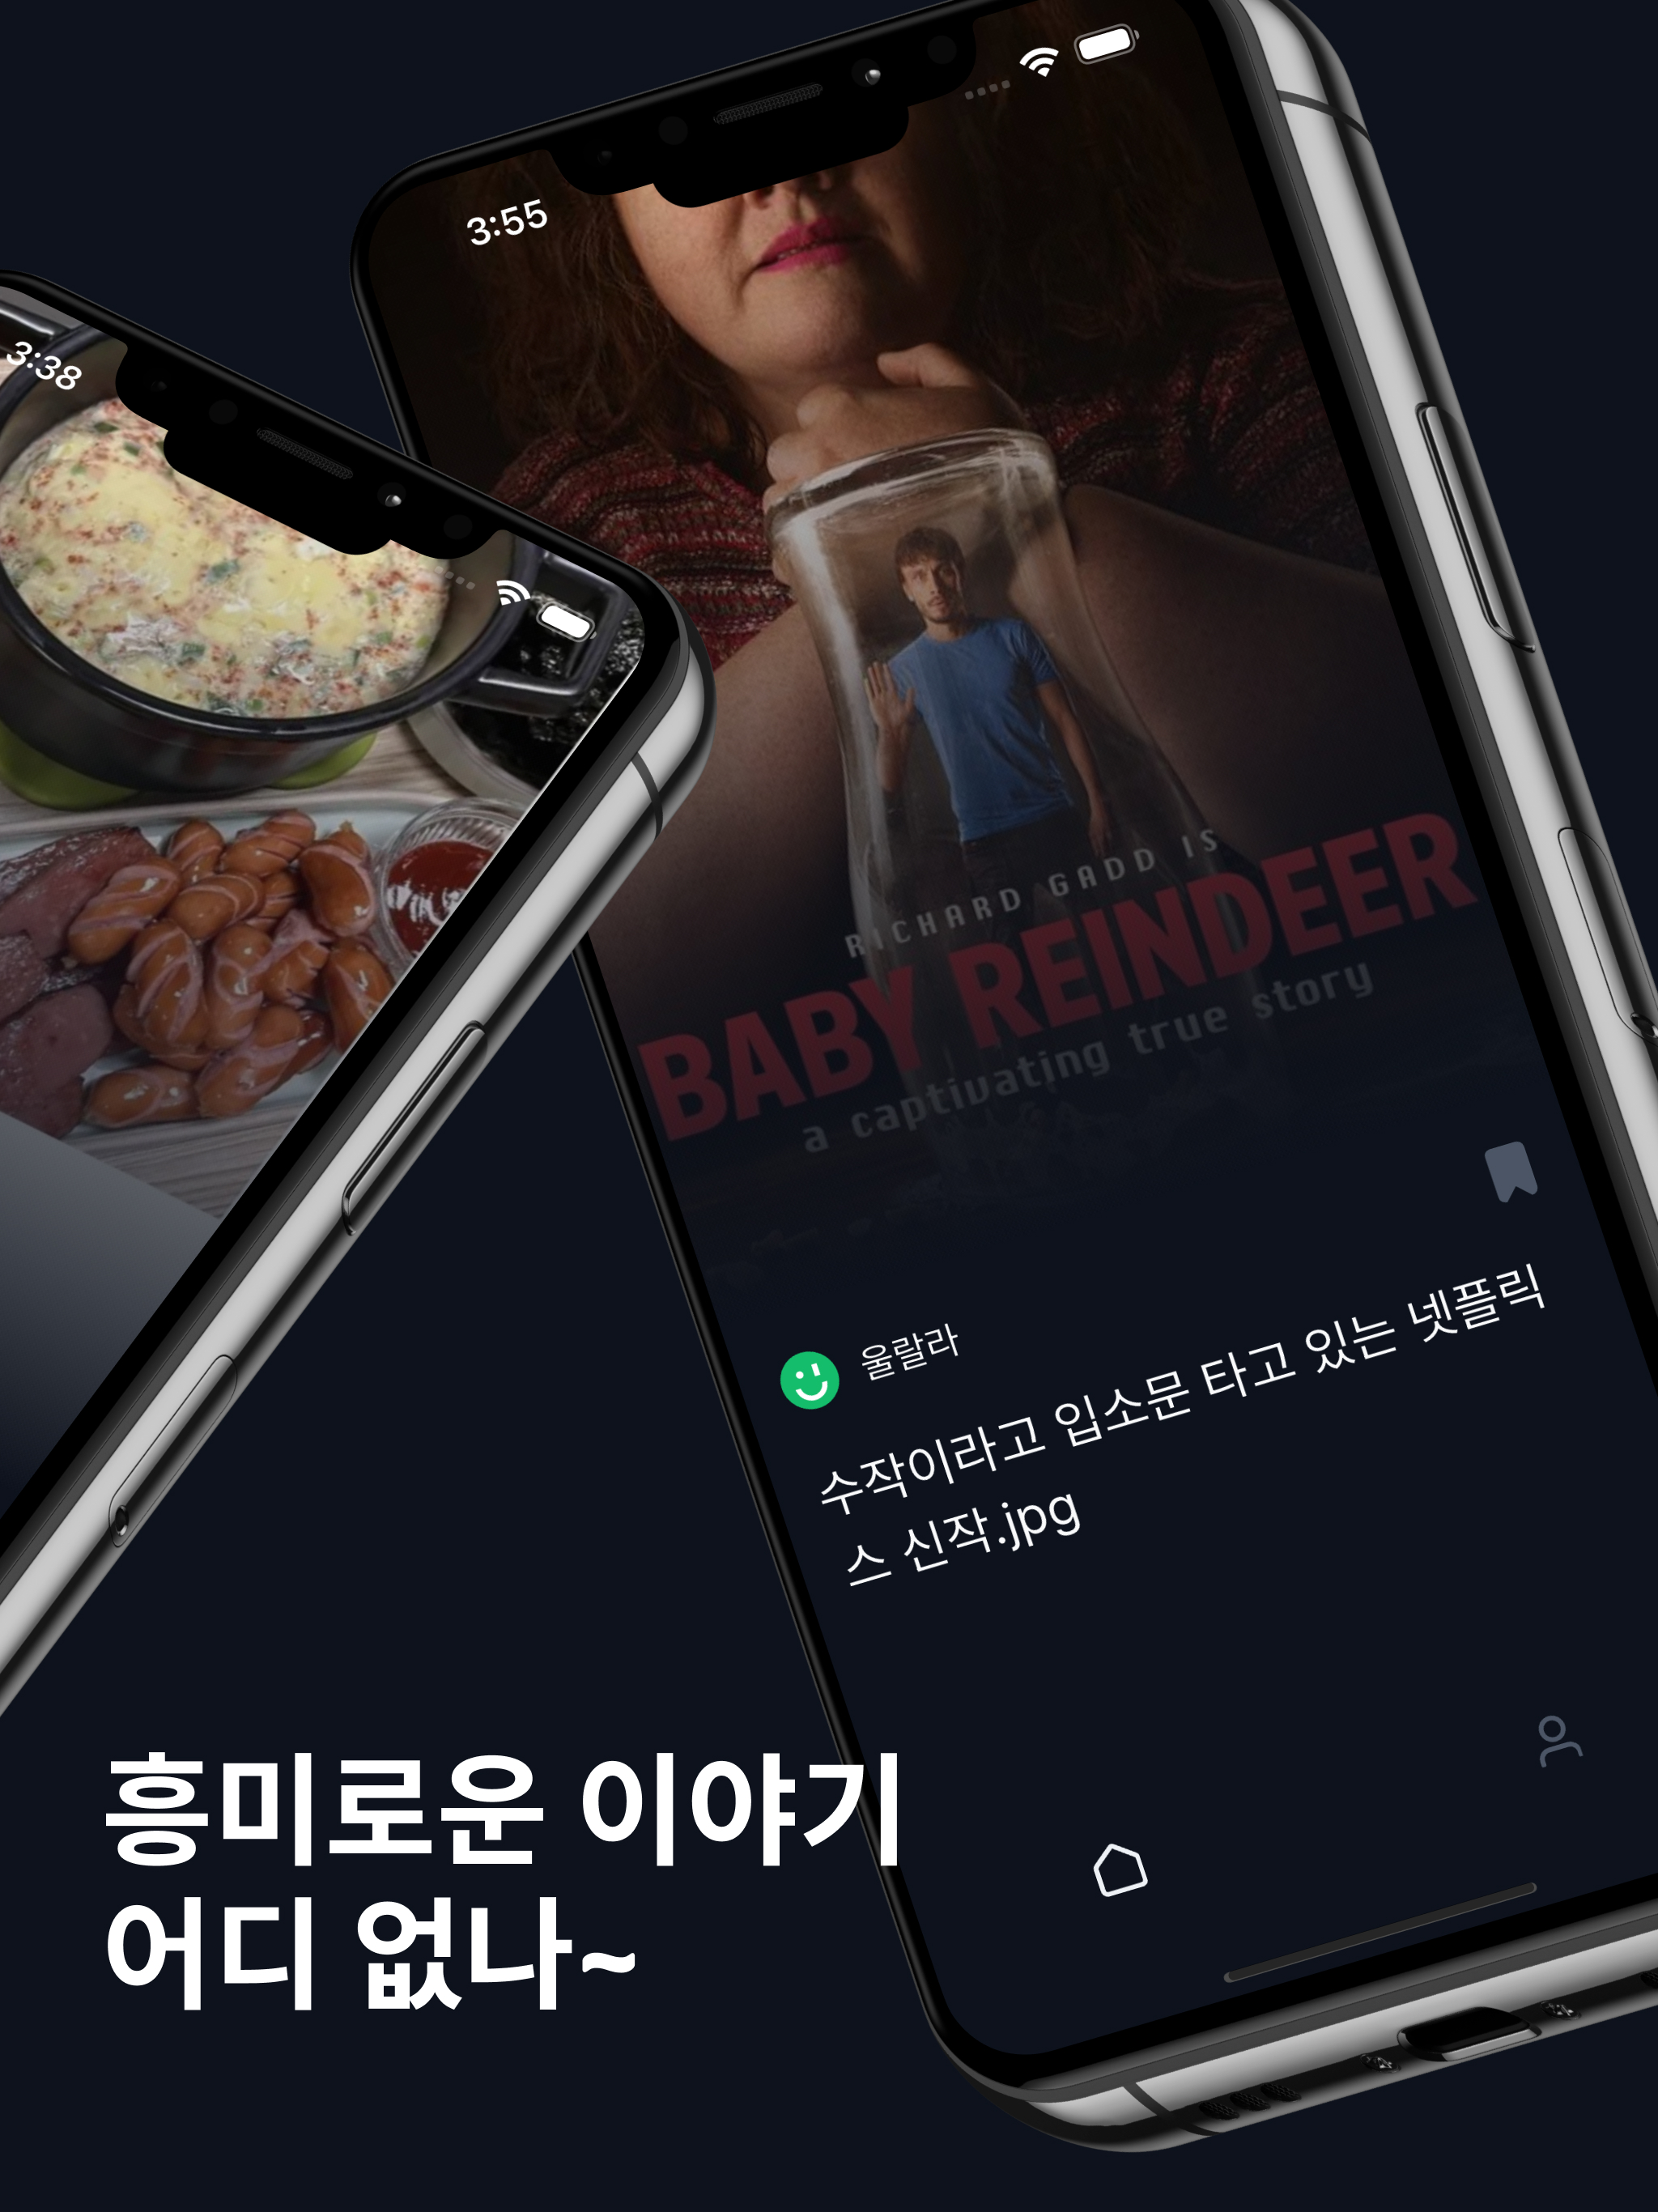 3:55
3:38
RICHARD GADD IS
BABY REINDEER
a captivating true story
울랄라
수작이라고 입소문 타고 있는 넷플릭
스 신작.jpg
흥미로운 이야기
어디 없나~